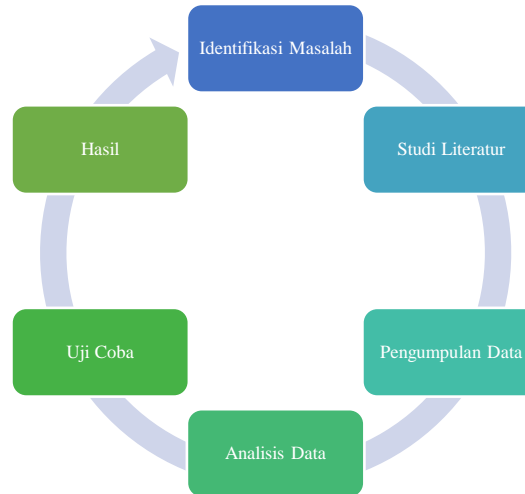 Identifikasi Masalah
Studi Literatur
Pengumpulan Data
Analisis Data
Uji Coba
Hasil